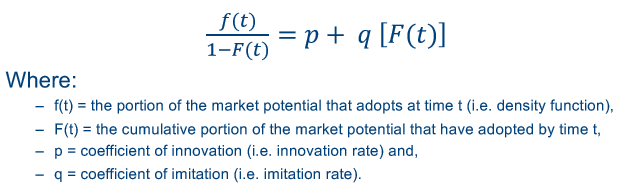 f(t)
1−F(t) = p + q [F(t)]
Where:
– f(t) = the portion of the market potential that adopts at time t (i.e. density function),
– F(t) = the cumulative portion of the market potential that have adopted by time t,
– p = coefficient of innovation (i.e. innovation rate) and,
– q = coefficient of imitation (i.e. imitation rate).